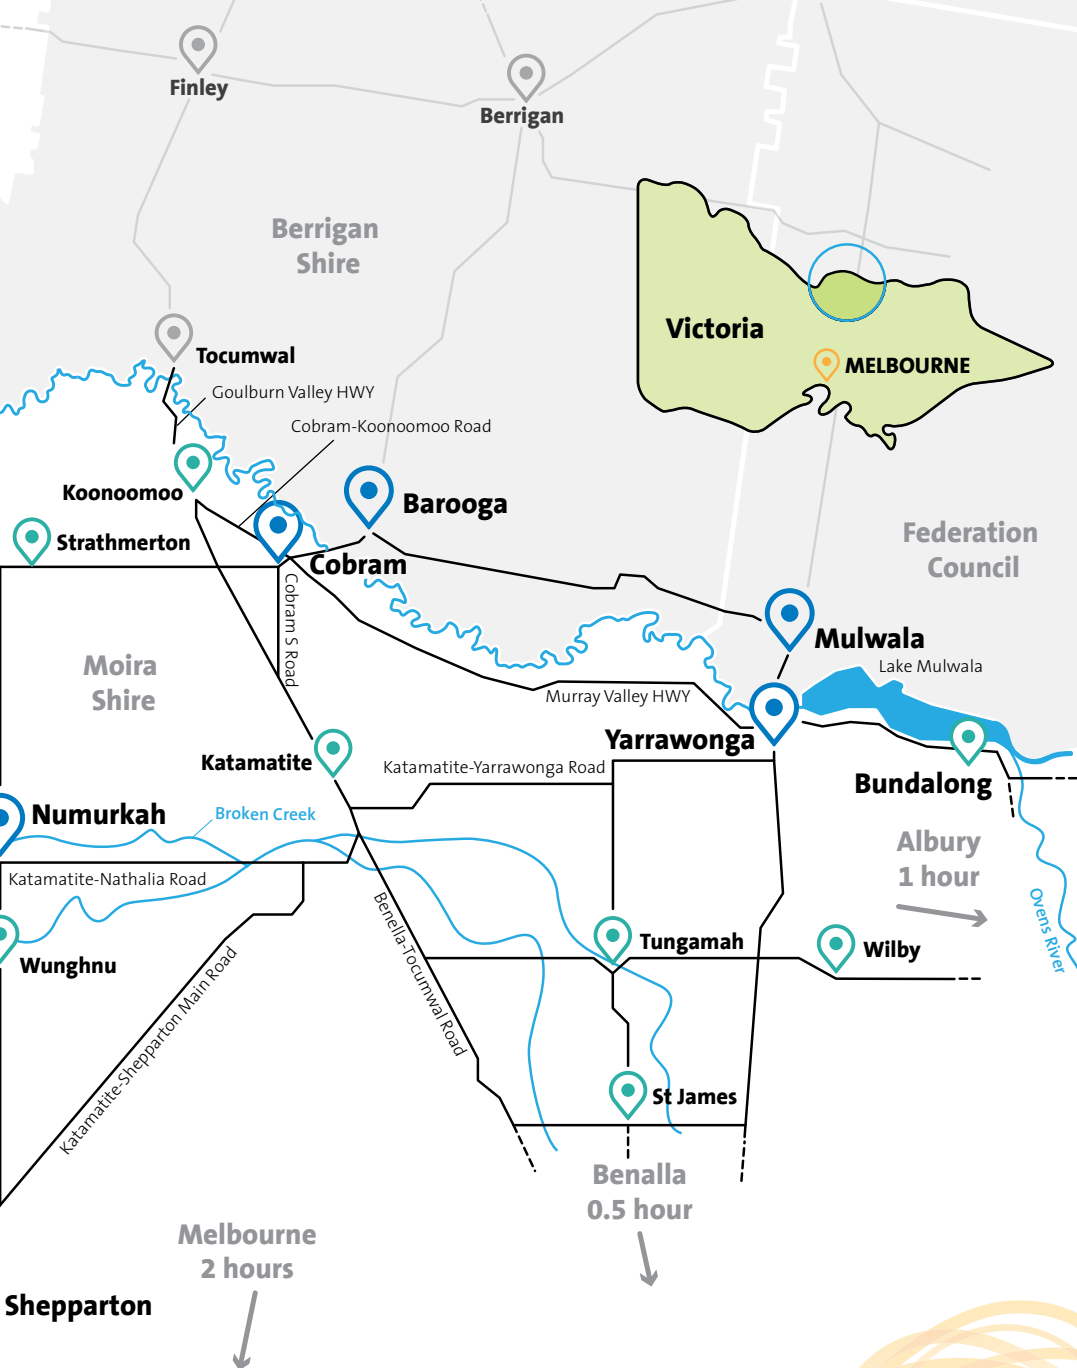 Finley
Berrigan
Berrigan
Shire
Victoria
MELBOURNE
Tocumwal
Goulburn Valley HWY
Cobram-Koonoomoo Road
Koonoomoo
Barooga
Strathmerton
Cobram
Federation
Council
Cobram S Road
Mulwala
Lake Mulwala
Moira
Shire
Murray Valley HWY
Yarrawonga
Katamatite
Katamatite-Yarrawonga Road
Bundalong
Numurkah
Broken Creek
Albury
1 hour
Katamatite-Nathalia Road
Benella-Tocumwal Road
Ovens River
Tungamah
Wilby
Wunghnu
Katamatite-Shepparton Main Road
St James
Benalla
0.5 hour
Melbourne
2 hours
Shepparton